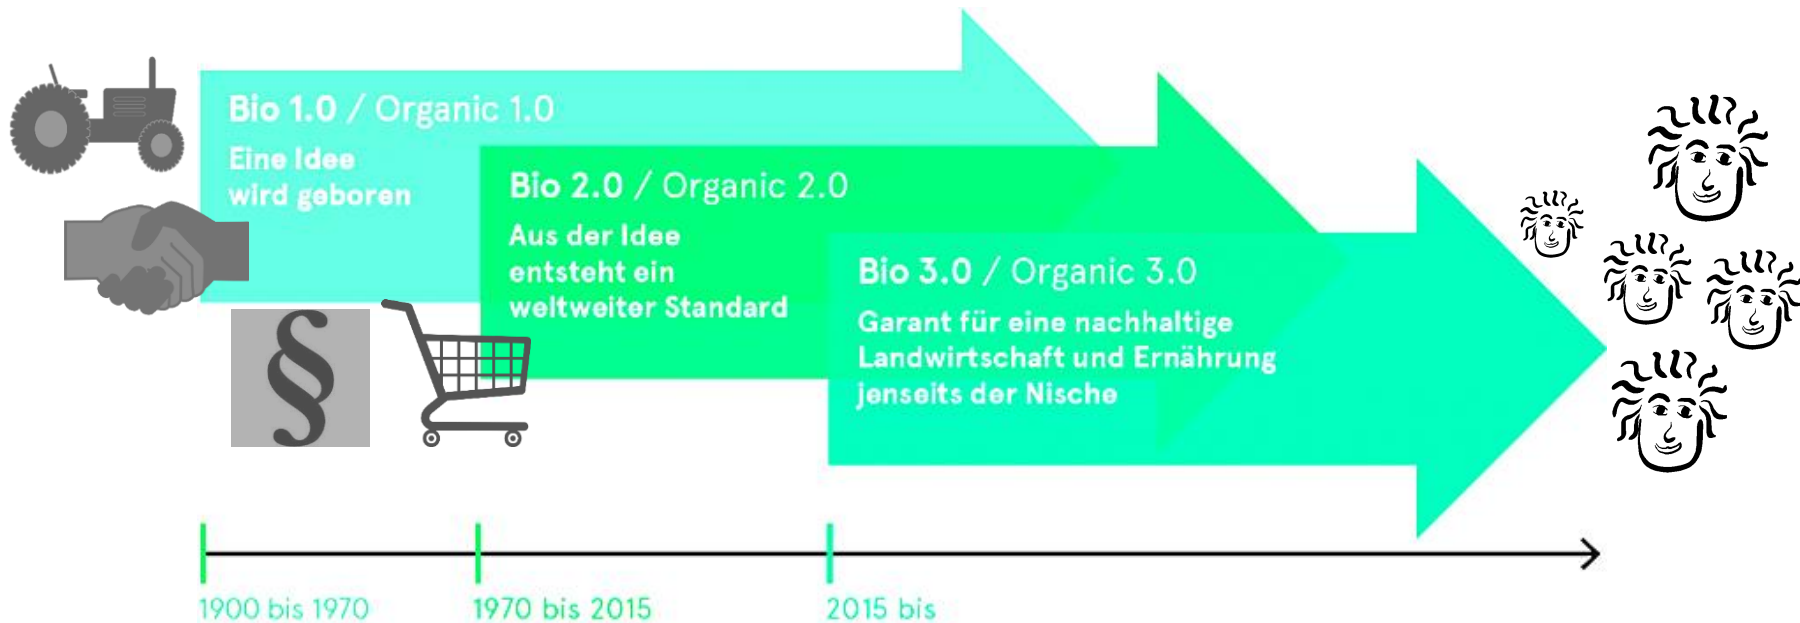 Bio 1.0 / Organic 1.0
Eine Idee
wird geboren
Bio 2.0 / Organic 2.0
Aus der Idee
entsteht ein
weltweiter Standard
Bio 3.0 / Organic 3.0
Garant für eine nachhaltige
Landwirtschaft und Ernährung
jenseits der Nische
§
1900 bis 1970
1970 bis 2015
2015 bis